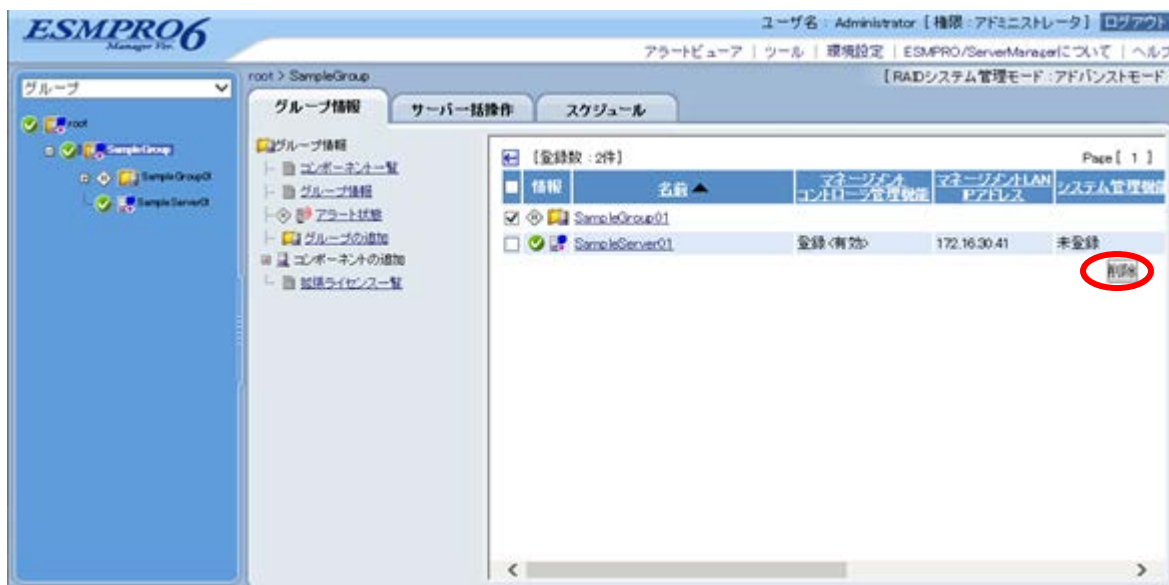 ESMPRO6
Manager Ver.
ユーザ名 : Administrator [ 権限 : アドミニストレータ ] ログアウト
アラートビューア | ツール | 環境設定 | ESMPRO/ServerManagerについて | ヘルプ
グループ
root
SampleGroup
SampleGroup01
SampleServer01
root > SampleGroup
[ RAIDシステム管理モード : アドバンストモード
グループ情報
サーバ一括操作
スケジュール
グループ情報
コンポーネント一覧
グループ情報
アラート状態
グループの追加
コンポーネントの追加
拡張ライセンス一覧
[登録数 : 2件]
Page [ 1 ]
情報
名前 ▲
マネージメント
コントローラ管理機能
マネージメントLAN
IPアドレス
システム管理機能
SampleGroup01
SampleServer01 登録<有効> 172.16.30.41 未登録
削除